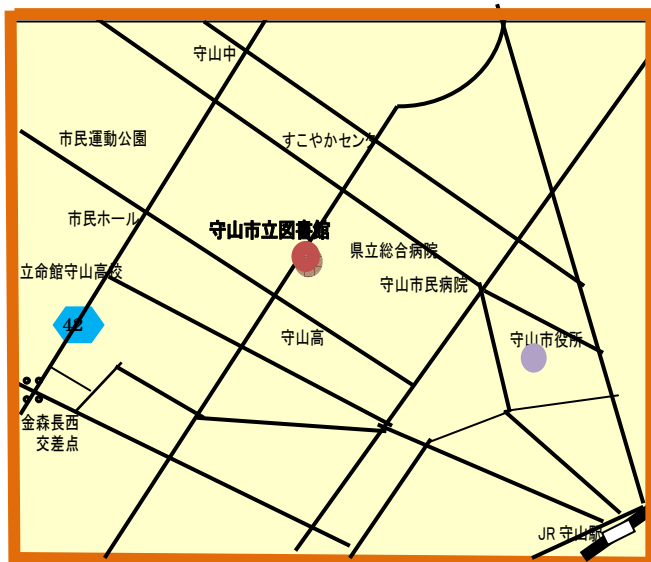 守山中
市民運動公園
すこやかセンタ
市民ホール
守山市立図書館
県立総合病院
立命館守山高校
守山市民病院
42
守山高
守山市役所
金森長西
交差点
JR 守山駅